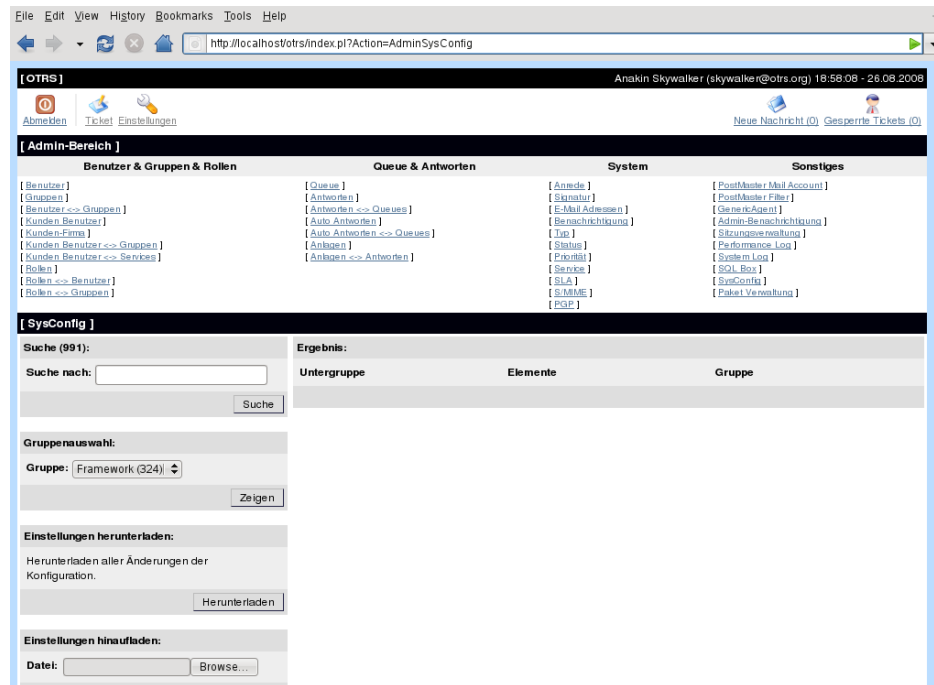 File Edit View History Bookmarks Tools Help
http://localhost/otrs/index.pl?Action=AdminSysConfig
[ OTRS ] Anakin Skywalker (skywalker@otrs.org) 18:58:08 - 26.08.2008
Abmelden Ticket Einstellungen Neue Nachricht (0) Gesperrte Tickets (0)
[ Admin-Bereich ]
Benutzer & Gruppen & Rollen Queue & Antworten System Sonstiges
[ Benutzer ] [ Queue ] [ Anrede ] [ PostMaster Mail Account ]
[ Gruppen ] [ Antworten ] [ Signatur ] [ PostMaster Filter ]
[ Benutzer <-> Gruppen ] [ Antworten <-> Queues ] [ E-Mail Adressen ] [ GenericAgent ]
[ Kunden Benutzer ] [ Auto Antworten ] [ Benachrichtigung ] [ Admin-Benachrichtigung ]
[ Kunden-Firma ] [ Auto Antworten <-> Queues ] [ Typ ] [ Sitzungsverwaltung ]
[ Kunden Benutzer <-> Gruppen ] [ Anlagen ] [ Status ] [ Performance Log ]
[ Kunden Benutzer <-> Services ] [ Anlagen <-> Antworten ] [ Priorität ] [ System Log ]
[ Rollen ] [ Service ] [ SQL Box ]
[ Rollen <-> Benutzer ] [ SLA ] [ SysConfig ]
[ Rollen <-> Gruppen ] [ S/MIME ] [ Paket Verwaltung ]
[ PGP ]
[ SysConfig ]
Suche (991): Ergebnis:
Suche nach: Untergruppe Elemente Gruppe
Suche
Gruppenauswahl:
Gruppe: Framework (324)
Zeigen
Einstellungen herunterladen:
Herunterladen aller Änderungen der
Konfiguration.
Herunterladen
Einstellungen hinaufladen:
Datei: Browse...